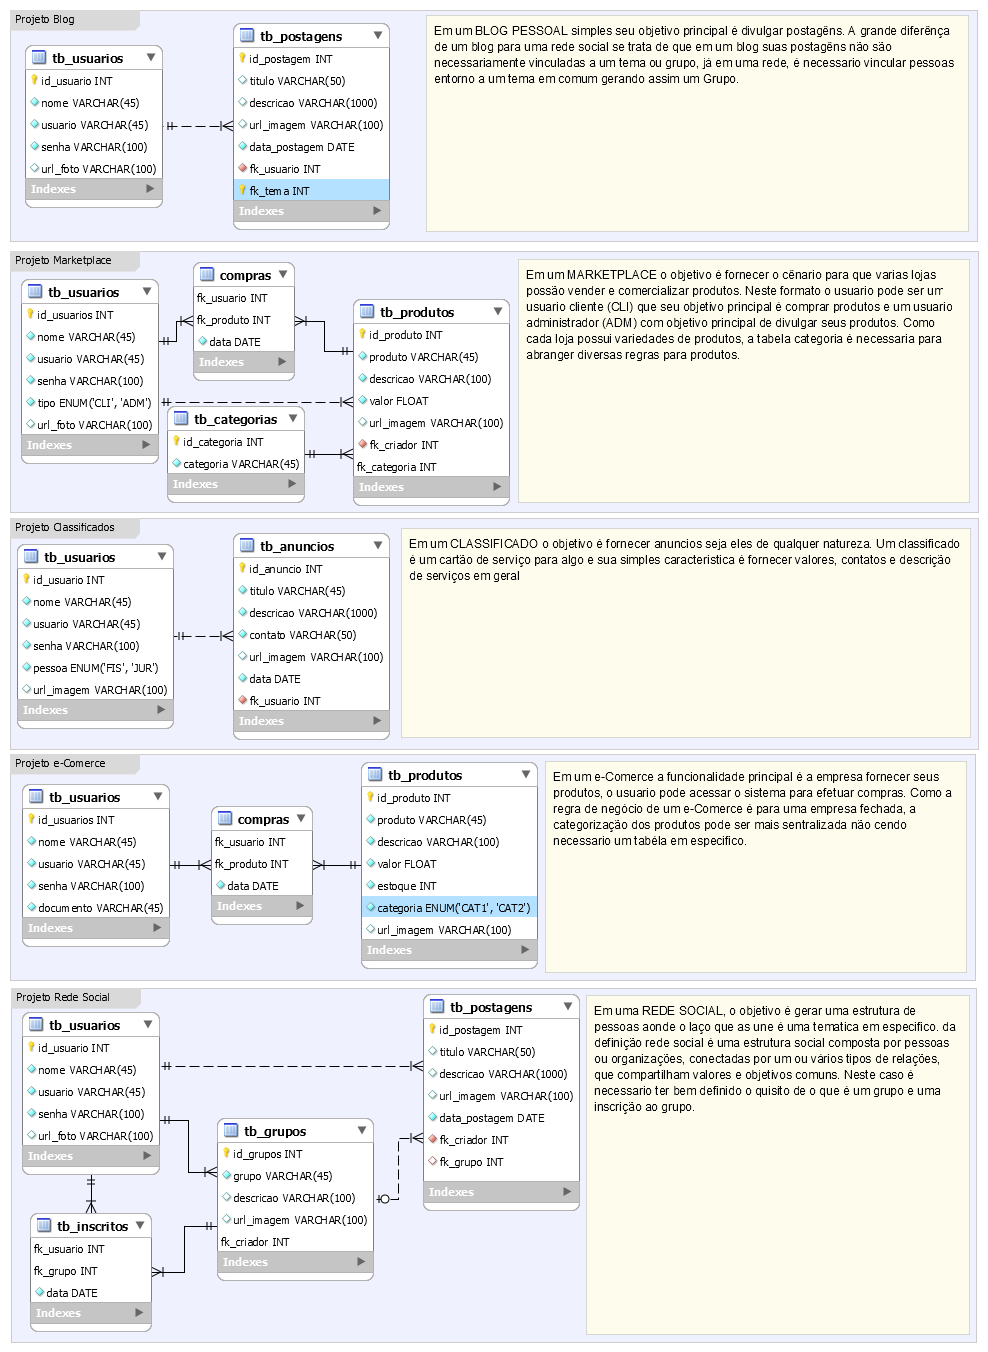 Projeto Blog
tb_usuarios
id_usuario INT
nome VARCHAR(45)
usuario VARCHAR(45)
senha VARCHAR(100)
url_foto VARCHAR(100)
Indexes
tb_postagens
id_postagem INT
titulo VARCHAR(50)
descricao VARCHAR(1000)
url_imagem VARCHAR(100)
data_postagem DATE
fk_usuario INT
fk_tema INT
Indexes
Em um BLOG PESSOAL simples seu objetivo principal é divulgar postagêns. A grande diferênça
de um blog para uma rede social se trata de que em um blog suas postagêns não são
necessariamente vinculadas a um tema ou grupo, já em uma rede, é necessario vincular pessoas
entorno a um tema em comum gerando assim um Grupo.
Projeto Marketplace
tb_usuarios
id_usuarios INT
nome VARCHAR(45)
usuario VARCHAR(45)
senha VARCHAR(100)
tipo ENUM('CLI', 'ADM')
url_foto VARCHAR(100)
Indexes
compras
fk_usuario INT
fk_produto INT
data DATE
Indexes
tb_categorias
id_categoria INT
categoria VARCHAR(45)
Indexes
tb_produtos
id_produto INT
produto VARCHAR(45)
descricao VARCHAR(100)
valor FLOAT
url_imagem VARCHAR(100)
fk_criador INT
fk_categoria INT
Indexes
Em um MARKETPLACE o objetivo é fornecer o cênario para que varias lojas
possão vender e comercializar produtos. Neste formato o usuario pode ser um
usuario cliente (CLI) que seu objetivo principal é comprar produtos e um usuario
administrador (ADM) com objetivo principal de divulgar seus produtos. Como
cada loja possui variedades de produtos, a tabela categoria é necessaria para
abranger diversas regras para produtos.
Projeto Classificados
tb_usuarios
id_usuario INT
nome VARCHAR(45)
usuario VARCHAR(45)
senha VARCHAR(100)
pessoa ENUM('FIS', 'JUR')
url_imagem VARCHAR(100)
Indexes
tb_anuncios
id_anuncio INT
titulo VARCHAR(45)
descricao VARCHAR(1000)
contato VARCHAR(50)
url_imagem VARCHAR(100)
data DATE
fk_usuario INT
Indexes
Em um CLASSIFICADO o objetivo é fornecer anuncios seja eles de qualquer natureza. Um classificado
é um cartão de serviço para algo e sua simples caracteristica é fornecer valores, contatos e descrição
de serviços em geral
Projeto e-Comerce
tb_usuarios
id_usuarios INT
nome VARCHAR(45)
usuario VARCHAR(45)
senha VARCHAR(100)
documento VARCHAR(45)
Indexes
compras
fk_usuario INT
fk_produto INT
data DATE
Indexes
tb_produtos
id_produto INT
produto VARCHAR(45)
descricao VARCHAR(100)
valor FLOAT
estoque INT
categoria ENUM('CAT1', 'CAT2')
url_imagem VARCHAR(100)
Indexes
Em um e-Comerce a funcionalidade principal é a empresa fornecer seus
produtos, o usuario pode acessar o sistema para efetuar compras. Como a
regra de negócio de um e-Comerce é para uma empresa fechada, a
categorização dos produtos pode ser mais sentralizada não cendo
necessario um tabéla em especifico.
Projeto Rede Social
tb_usuarios
id_usuario INT
nome VARCHAR(45)
usuario VARCHAR(45)
senha VARCHAR(100)
url_foto VARCHAR(100)
Indexes
tb_inscritos
fk_usuario INT
fk_grupo INT
data DATE
Indexes
tb_grupos
id_grupos INT
grupo VARCHAR(45)
descricao VARCHAR(100)
url_imagem VARCHAR(100)
fk_criador INT
Indexes
tb_postagens
id_postagem INT
titulo VARCHAR(50)
descricao VARCHAR(1000)
url_imagem VARCHAR(100)
data_postagem DATE
fk_criador INT
fk_grupo INT
Indexes
Em uma REDE SOCIAL, o objetivo é gerar uma estrutura de
pessoas aonde o laço que as une é uma tematica em especifico. da
definição rede social é uma estrutura social composta por pessoas
ou organizações, conectadas por um ou vários tipos de relações,
que compartilham valores e objetivos comuns. Neste caso é
necessario ter bem definido o quisito de o que é um grupo e uma
inscrição ao grupo.